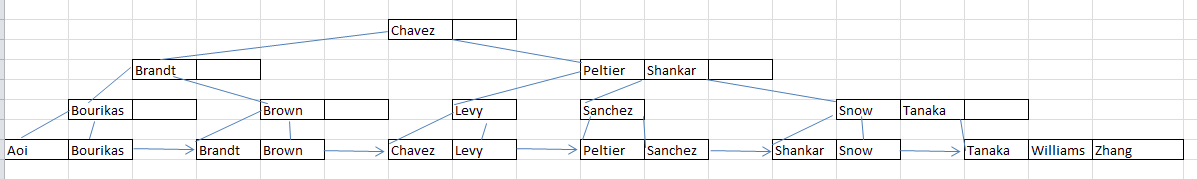 Chavez
Brandt Peltier Shankar
Bourikas Brown Levy Sanchez Snow Tanaka
Aoi Bourikas Brandt Brown Chavez Levy Peltier Sanchez Shankar Snow Tanaka Williams Zhang